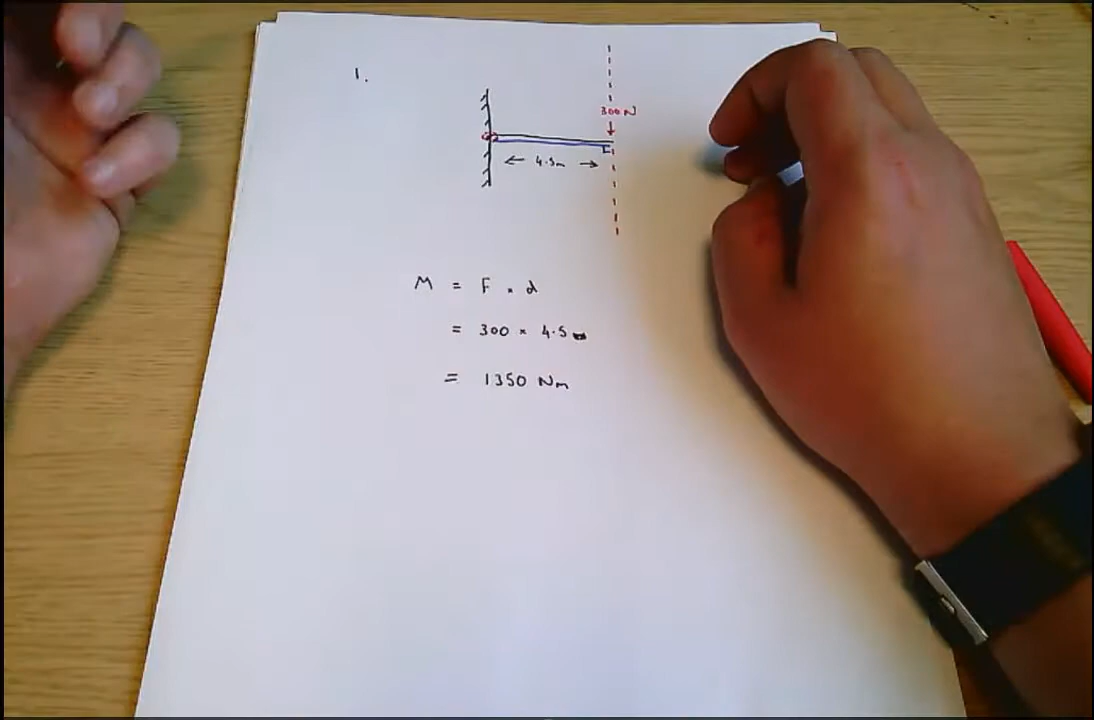 1.
300 N
← 4.5m →
M = F × d
= 300 × 4.5
= 1350 Nm